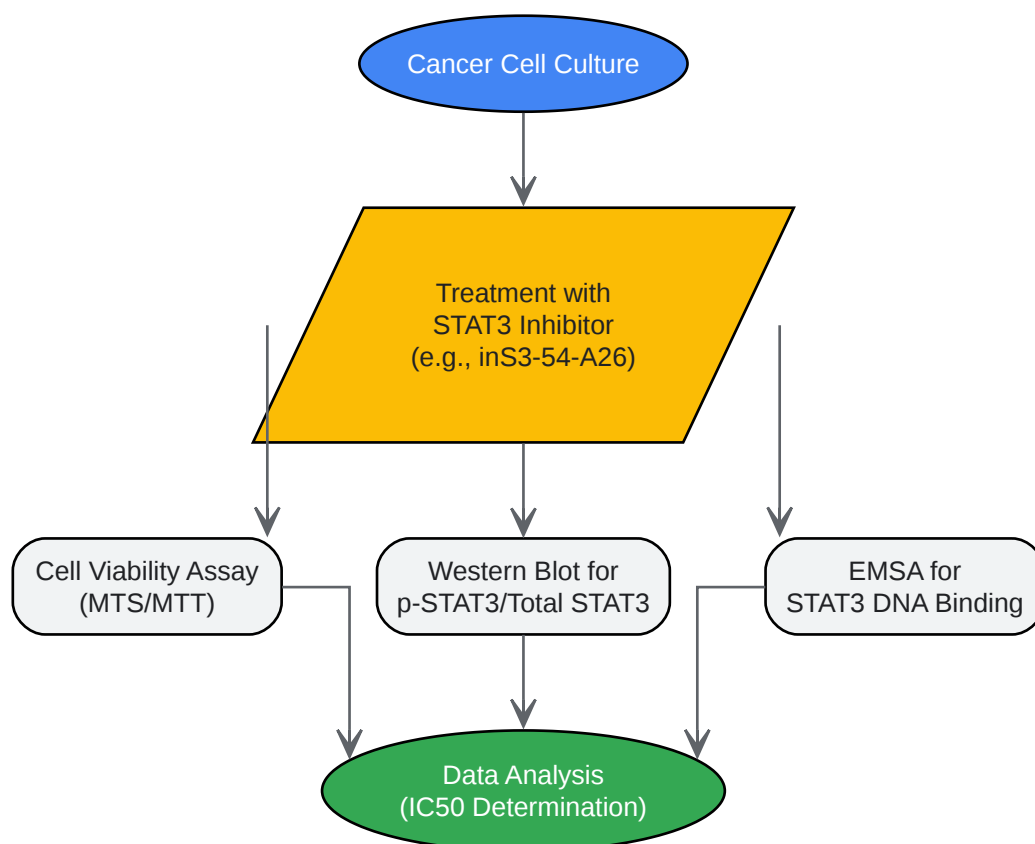 Cancer Cell Culture
Treatment with
STAT3 Inhibitor
(e.g., inS3-54-A26)
Cell Viability Assay
(MTS/MTT)
Western Blot for
p-STAT3/Total STAT3
EMSA for
STAT3 DNA Binding
Data Analysis
(IC50 Determination)